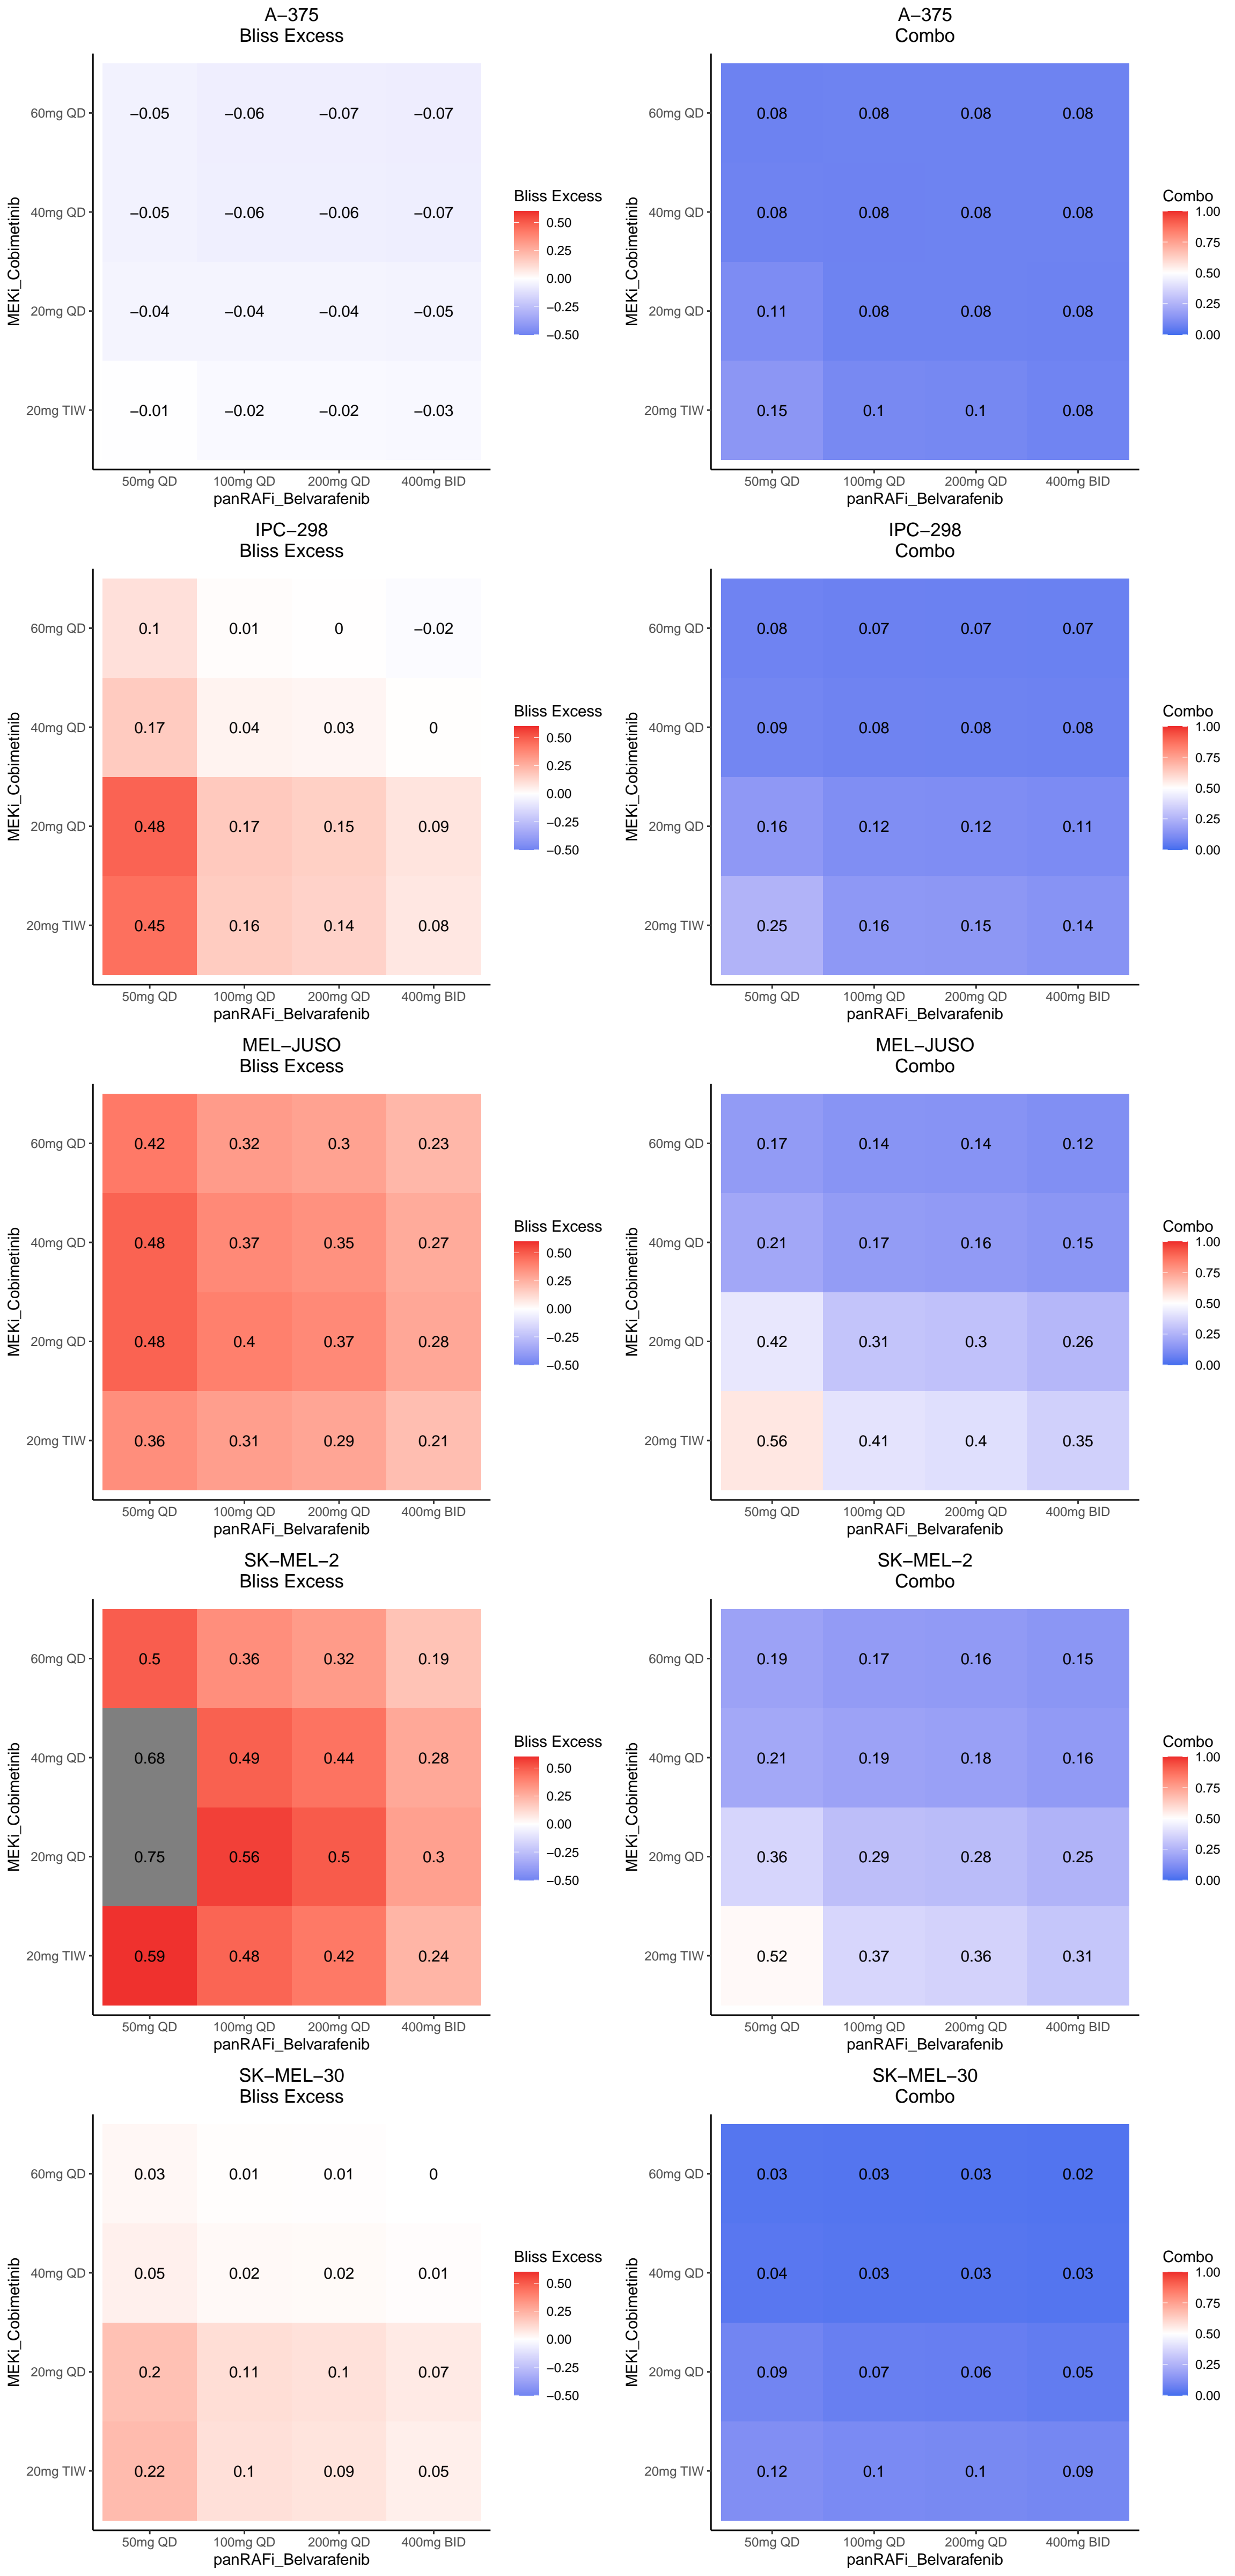 A−375
Bliss Excess
MEKi_Cobimetinib
60mg QD
−0.05 −0.06 −0.07 −0.07
40mg QD
−0.05 −0.06 −0.06 −0.07
20mg QD
−0.04 −0.04 −0.04 −0.05
20mg TIW
−0.01 −0.02 −0.02 −0.03
50mg QD 100mg QD 200mg QD 400mg BID
panRAFi_Belvarafenib
Bliss Excess
0.50
0.25
0.00
−0.25
−0.50
A−375
Combo
MEKi_Cobimetinib
60mg QD
0.08 0.08 0.08 0.08
40mg QD
0.08 0.08 0.08 0.08
20mg QD
0.11 0.08 0.08 0.08
20mg TIW
0.15 0.1 0.1 0.08
50mg QD 100mg QD 200mg QD 400mg BID
panRAFi_Belvarafenib
Combo
1.00
0.75
0.50
0.25
0.00
IPC−298
Bliss Excess
MEKi_Cobimetinib
60mg QD
0.1 0.01 0 −0.02
40mg QD
0.17 0.04 0.03 0
20mg QD
0.48 0.17 0.15 0.09
20mg TIW
0.45 0.16 0.14 0.08
50mg QD 100mg QD 200mg QD 400mg BID
panRAFi_Belvarafenib
Bliss Excess
0.50
0.25
0.00
−0.25
−0.50
IPC−298
Combo
MEKi_Cobimetinib
60mg QD
0.08 0.07 0.07 0.07
40mg QD
0.09 0.08 0.08 0.08
20mg QD
0.16 0.12 0.12 0.11
20mg TIW
0.25 0.16 0.15 0.14
50mg QD 100mg QD 200mg QD 400mg BID
panRAFi_Belvarafenib
Combo
1.00
0.75
0.50
0.25
0.00
MEL−JUSO
Bliss Excess
MEKi_Cobimetinib
60mg QD
0.42 0.32 0.3 0.23
40mg QD
0.48 0.37 0.35 0.27
20mg QD
0.48 0.4 0.37 0.28
20mg TIW
0.36 0.31 0.29 0.21
50mg QD 100mg QD 200mg QD 400mg BID
panRAFi_Belvarafenib
Bliss Excess
0.50
0.25
0.00
−0.25
−0.50
MEL−JUSO
Combo
MEKi_Cobimetinib
60mg QD
0.17 0.14 0.14 0.12
40mg QD
0.21 0.17 0.16 0.15
20mg QD
0.42 0.31 0.3 0.26
20mg TIW
0.56 0.41 0.4 0.35
50mg QD 100mg QD 200mg QD 400mg BID
panRAFi_Belvarafenib
Combo
1.00
0.75
0.50
0.25
0.00
SK−MEL−2
Bliss Excess
MEKi_Cobimetinib
60mg QD
0.5 0.36 0.32 0.19
40mg QD
0.68 0.49 0.44 0.28
20mg QD
0.75 0.56 0.5 0.3
20mg TIW
0.59 0.48 0.42 0.24
50mg QD 100mg QD 200mg QD 400mg BID
panRAFi_Belvarafenib
Bliss Excess
0.50
0.25
0.00
−0.25
−0.50
SK−MEL−2
Combo
MEKi_Cobimetinib
60mg QD
0.19 0.17 0.16 0.15
40mg QD
0.21 0.19 0.18 0.16
20mg QD
0.36 0.29 0.28 0.25
20mg TIW
0.52 0.37 0.36 0.31
50mg QD 100mg QD 200mg QD 400mg BID
panRAFi_Belvarafenib
Combo
1.00
0.75
0.50
0.25
0.00
SK−MEL−30
Bliss Excess
MEKi_Cobimetinib
60mg QD
0.03 0.01 0.01 0
40mg QD
0.05 0.02 0.02 0.01
20mg QD
0.2 0.11 0.1 0.07
20mg TIW
0.22 0.1 0.09 0.05
50mg QD 100mg QD 200mg QD 400mg BID
panRAFi_Belvarafenib
Bliss Excess
0.50
0.25
0.00
−0.25
−0.50
SK−MEL−30
Combo
MEKi_Cobimetinib
60mg QD
0.03 0.03 0.03 0.02
40mg QD
0.04 0.03 0.03 0.03
20mg QD
0.09 0.07 0.06 0.05
20mg TIW
0.12 0.1 0.1 0.09
50mg QD 100mg QD 200mg QD 400mg BID
panRAFi_Belvarafenib
Combo
1.00
0.75
0.50
0.25
0.00